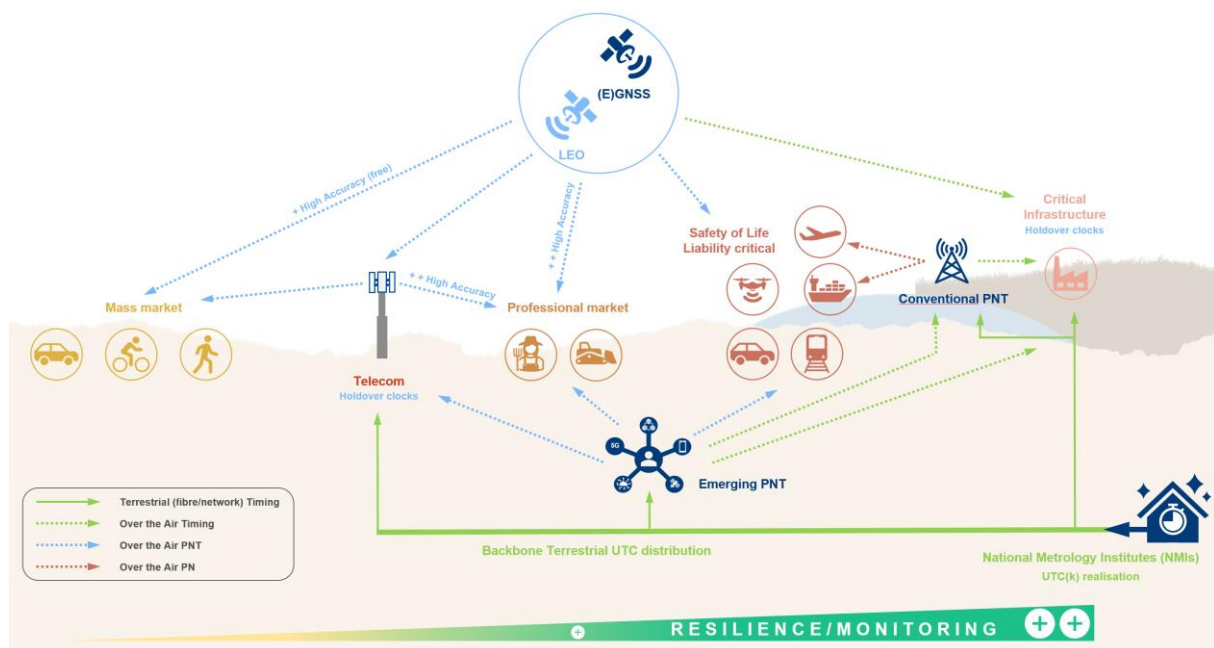 (E)GNSS
LEO
+ High Accuracy (free)
+ + High Accuracy
+ + High Accuracy
Safety of Life
Liability critical
Critical
Infrastructure
Holdover clocks
Conventional PNT
Mass market
Professional market
Telecom
Holdover clocks
5G
Emerging PNT
Terrestrial (fibre/network) Timing
Over the Air Timing
Over the Air PNT
Over the Air PN
Backbone Terrestrial UTC distribution
National Metrology Institutes (NMIs)
UTC(k) realisation
+ RESILIENCE/MONITORING + +